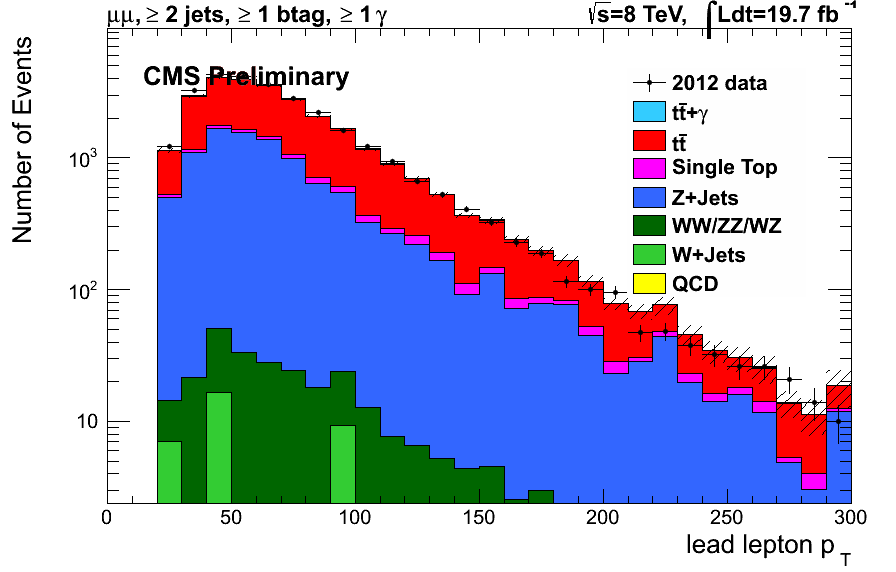 μμ, ≥ 2 jets, ≥ 1 btag, ≥ 1 γ
√s=8 TeV, ∫Ldt=19.7 fb⁻¹
CMS Preliminary
2012 data
tt̄+γ
tt̄
Single Top
Z+Jets
WW/ZZ/WZ
W+Jets
QCD
Number of Events
10³
10²
10
0 50 100 150 200 250 300
lead lepton p_T